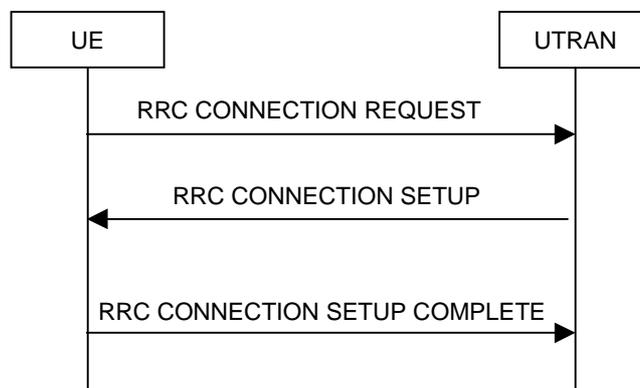 UE
UTRAN
RRC CONNECTION REQUEST
RRC CONNECTION SETUP
RRC CONNECTION SETUP COMPLETE